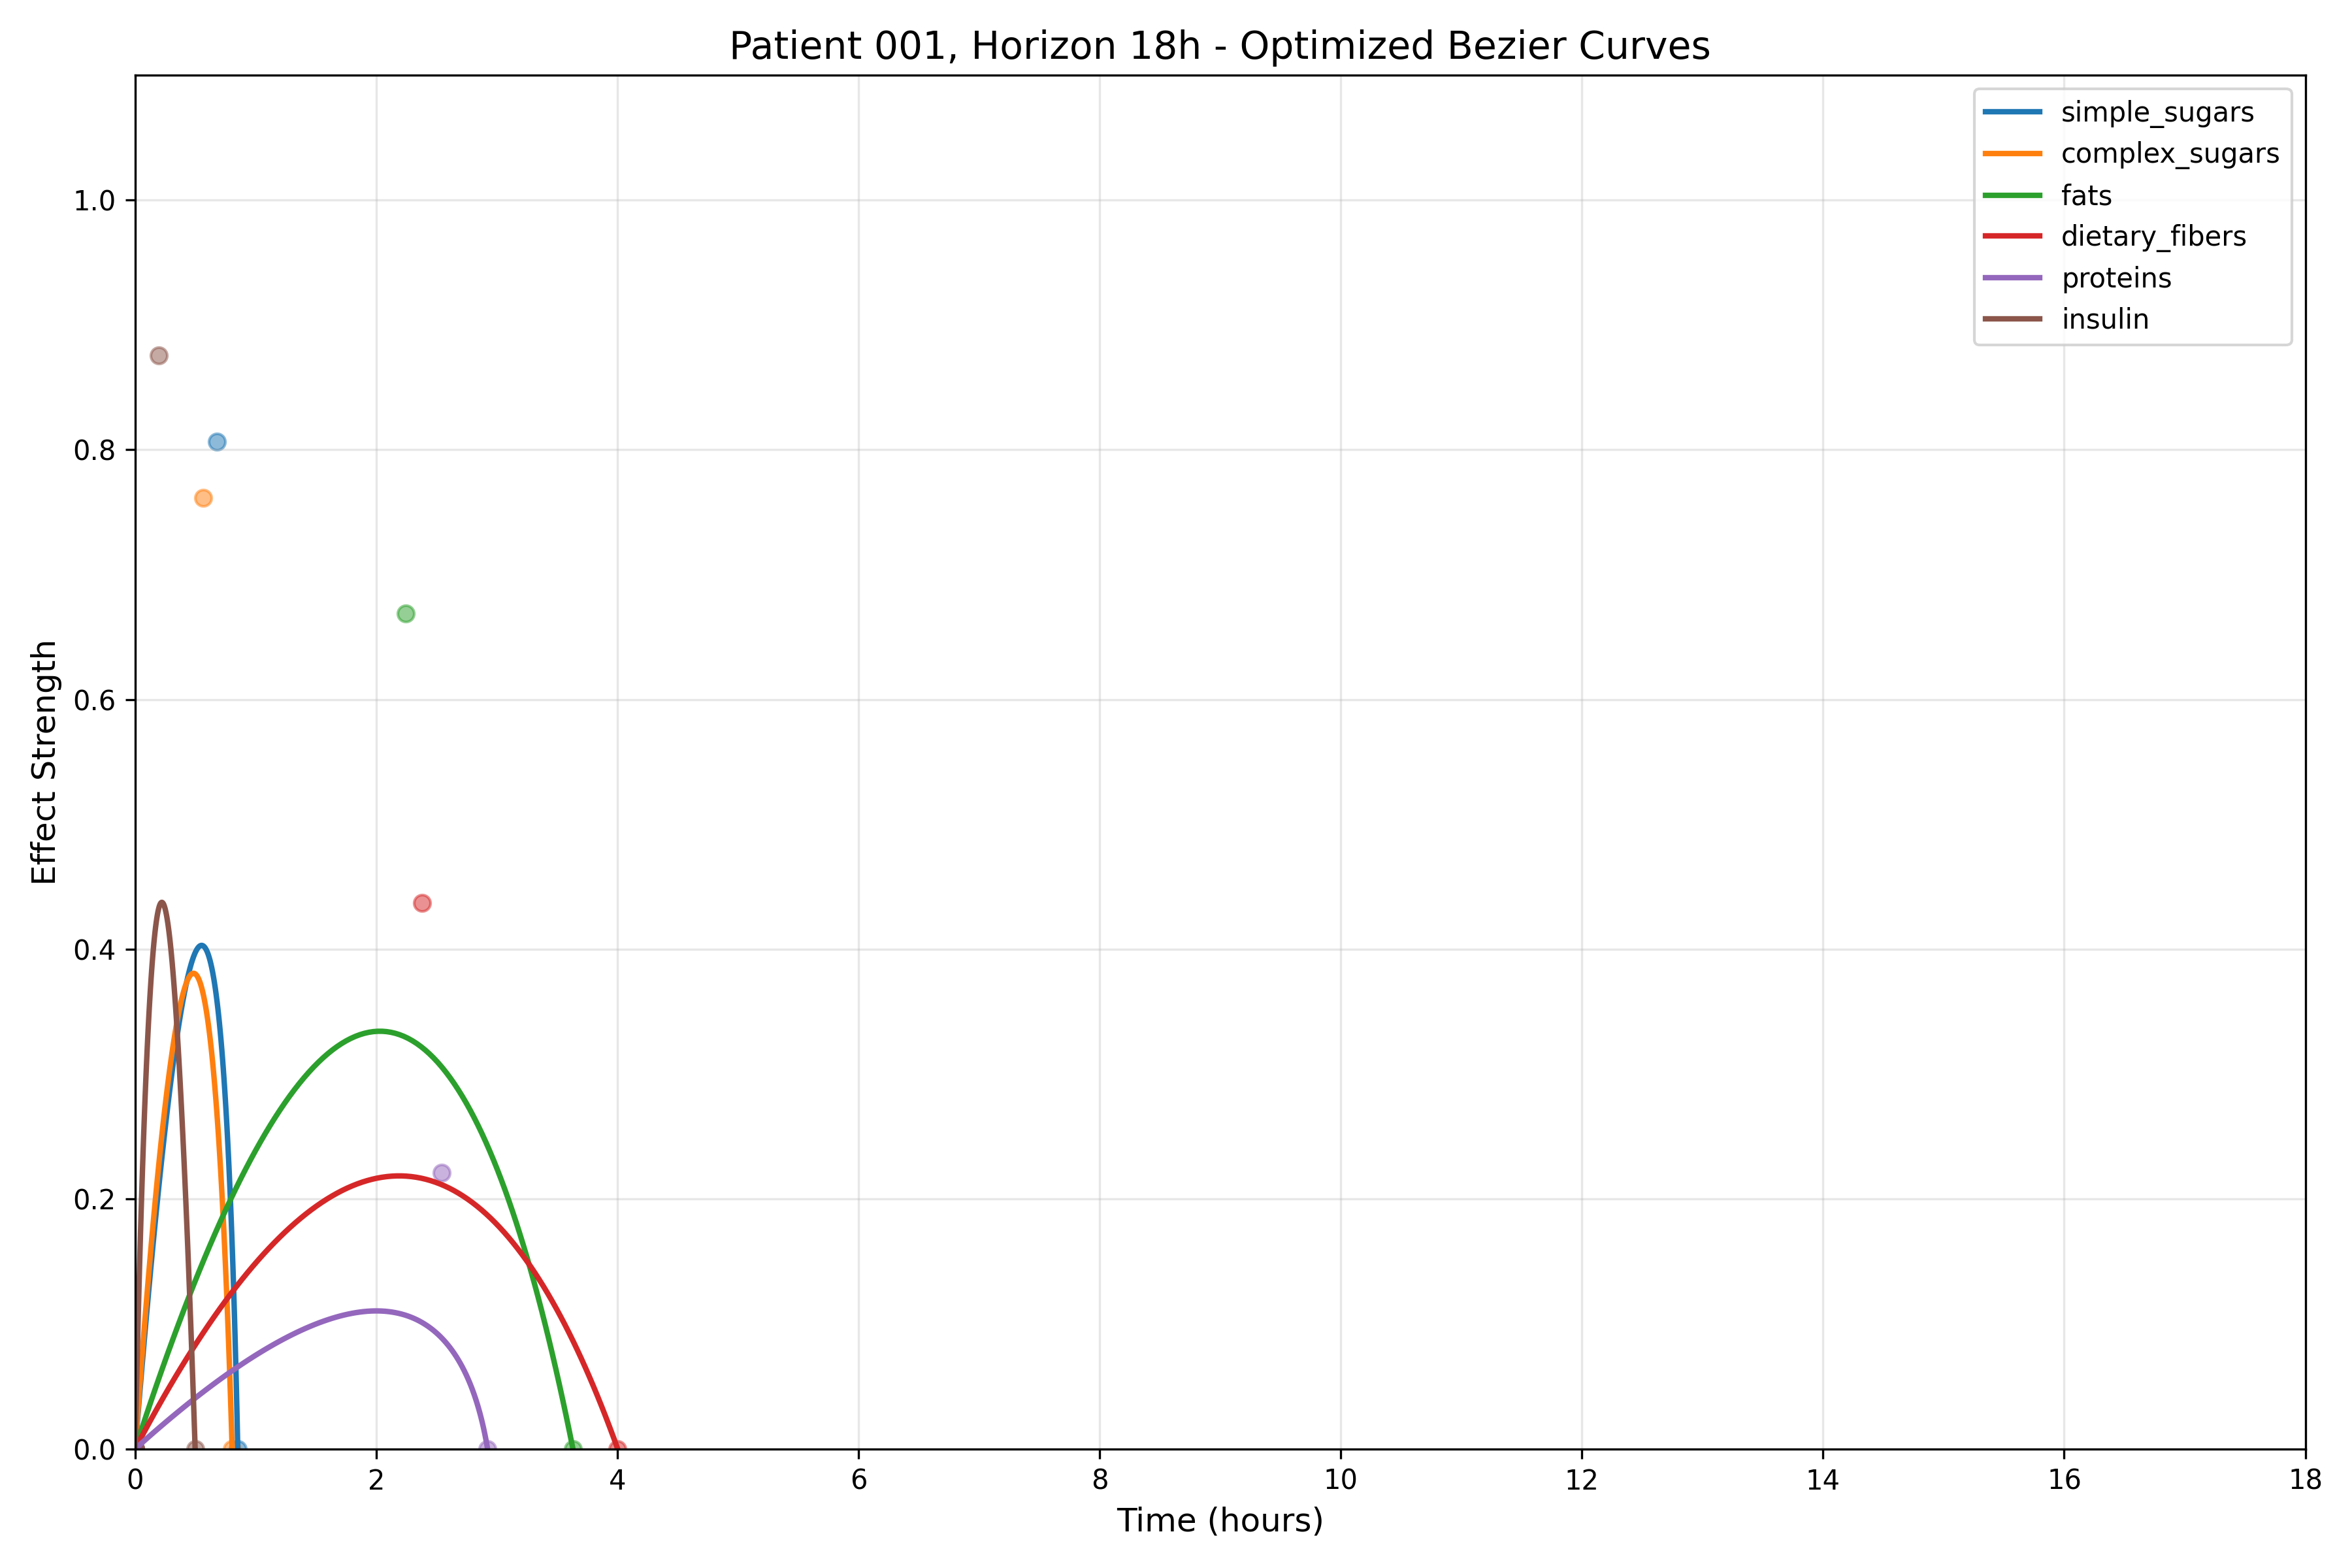 Patient 001, Horizon 18h - Optimized Bezier Curves
simple_sugars
complex_sugars
fats
dietary_fibers
proteins
insulin
1.0
0.8
0.6
0.4
0.2
0.0
Effect Strength
0 2 4 6 8 10 12 14 16 18
Time (hours)